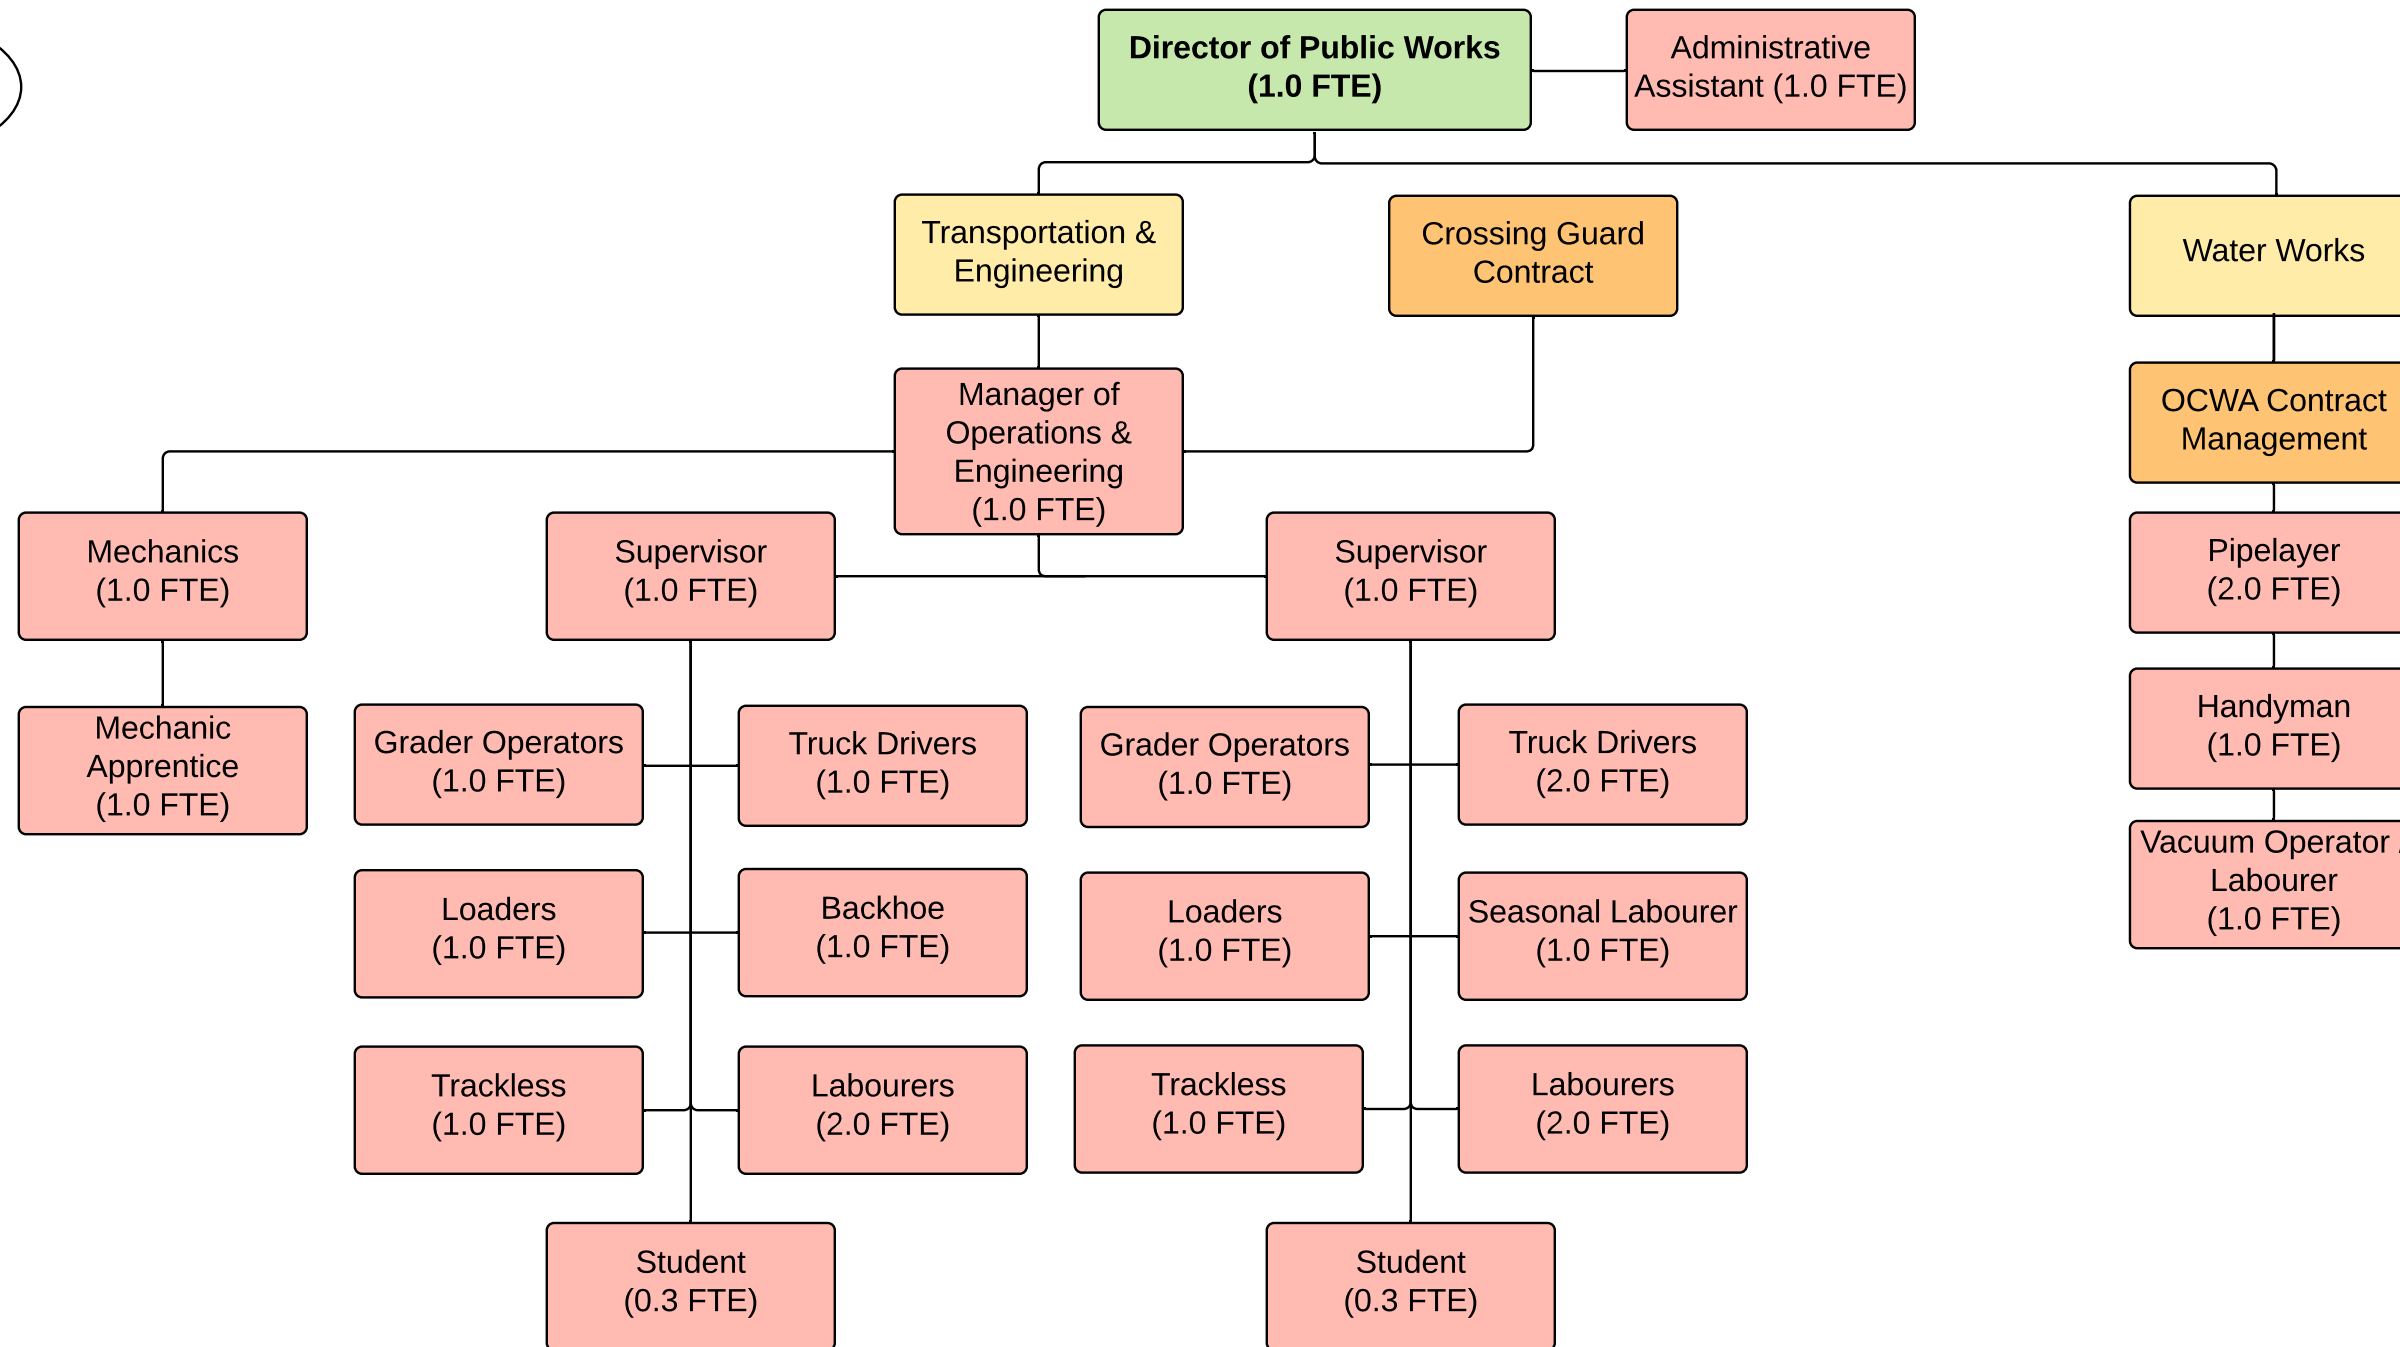 Director of Public Works
(1.0 FTE)
Administrative
Assistant (1.0 FTE)
Transportation &
Engineering
Crossing Guard
Contract
Water Works
Manager of
Operations &
Engineering
(1.0 FTE)
OCWA Contract
Management
Mechanics
(1.0 FTE)
Supervisor
(1.0 FTE)
Supervisor
(1.0 FTE)
Pipelayer
(2.0 FTE)
Mechanic
Apprentice
(1.0 FTE)
Grader Operators
(1.0 FTE)
Truck Drivers
(1.0 FTE)
Grader Operators
(1.0 FTE)
Truck Drivers
(2.0 FTE)
Handyman
(1.0 FTE)
Loaders
(1.0 FTE)
Backhoe
(1.0 FTE)
Loaders
(1.0 FTE)
Seasonal Labourer
(1.0 FTE)
Vacuum Operator /
Labourer
(1.0 FTE)
Trackless
(1.0 FTE)
Labourers
(2.0 FTE)
Trackless
(1.0 FTE)
Labourers
(2.0 FTE)
Student
(0.3 FTE)
Student
(0.3 FTE)